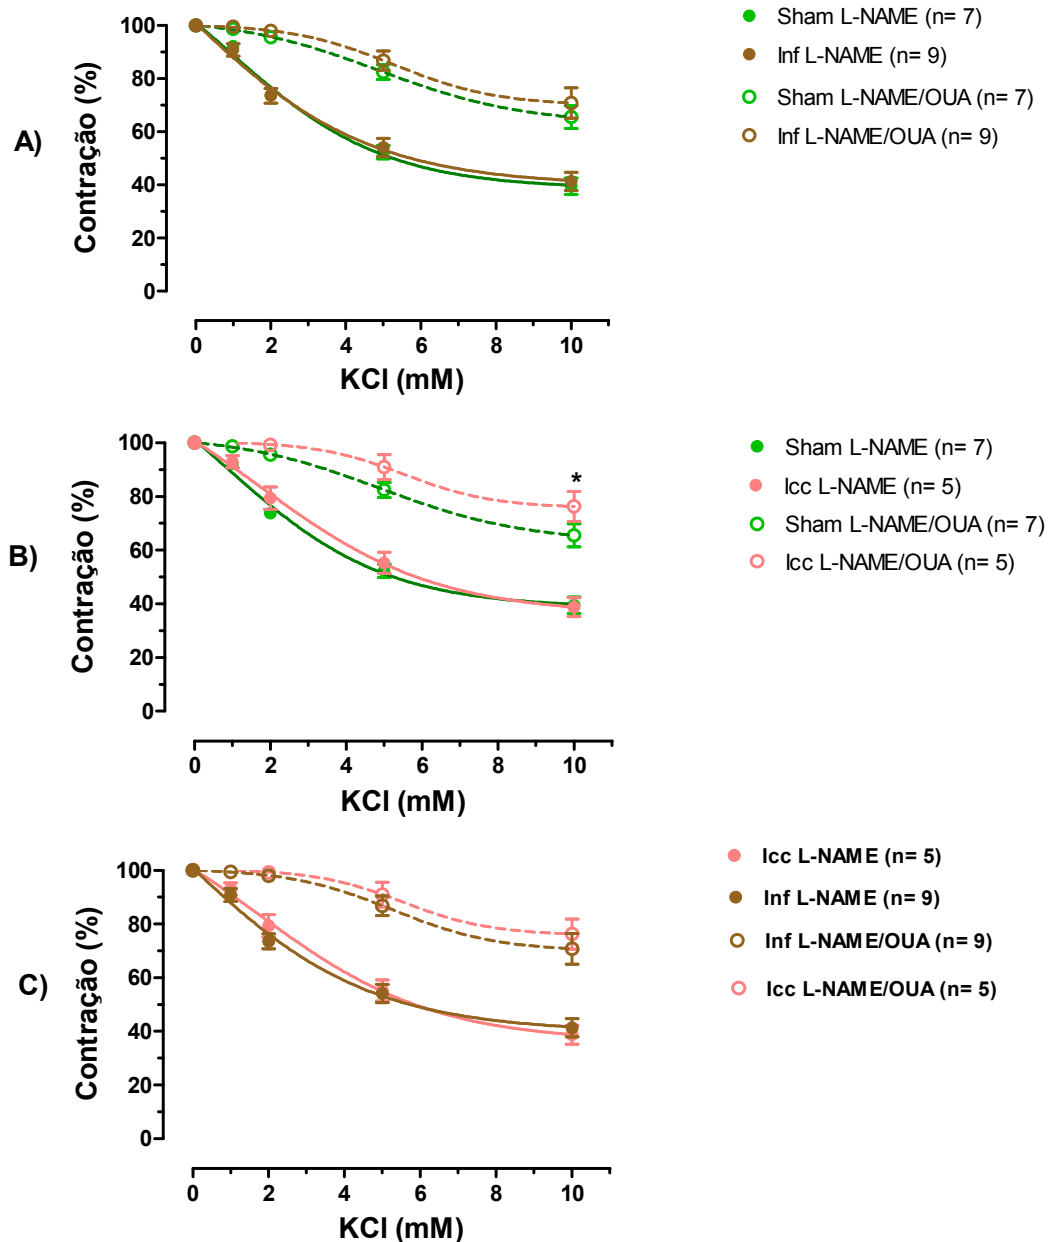 A)
Contração (%)
100
80
60
40
20
0
0 2 4 6 8 10
KCl (mM)
Sham L-NAME (n= 7)
Inf L-NAME (n= 9)
Sham L-NAME/OUA (n= 7)
Inf L-NAME/OUA (n= 9)
B)
Contração (%)
100
80
60
40
20
0
*
0 2 4 6 8 10
KCl (mM)
Sham L-NAME (n= 7)
Icc L-NAME (n= 5)
Sham L-NAME/OUA (n= 7)
Icc L-NAME/OUA (n= 5)
C)
Contração (%)
100
80
60
40
20
0
0 2 4 6 8 10
KCl (mM)
Icc L-NAME (n= 5)
Inf L-NAME (n= 9)
Inf L-NAME/OUA (n= 9)
Icc L-NAME/OUA (n= 5)